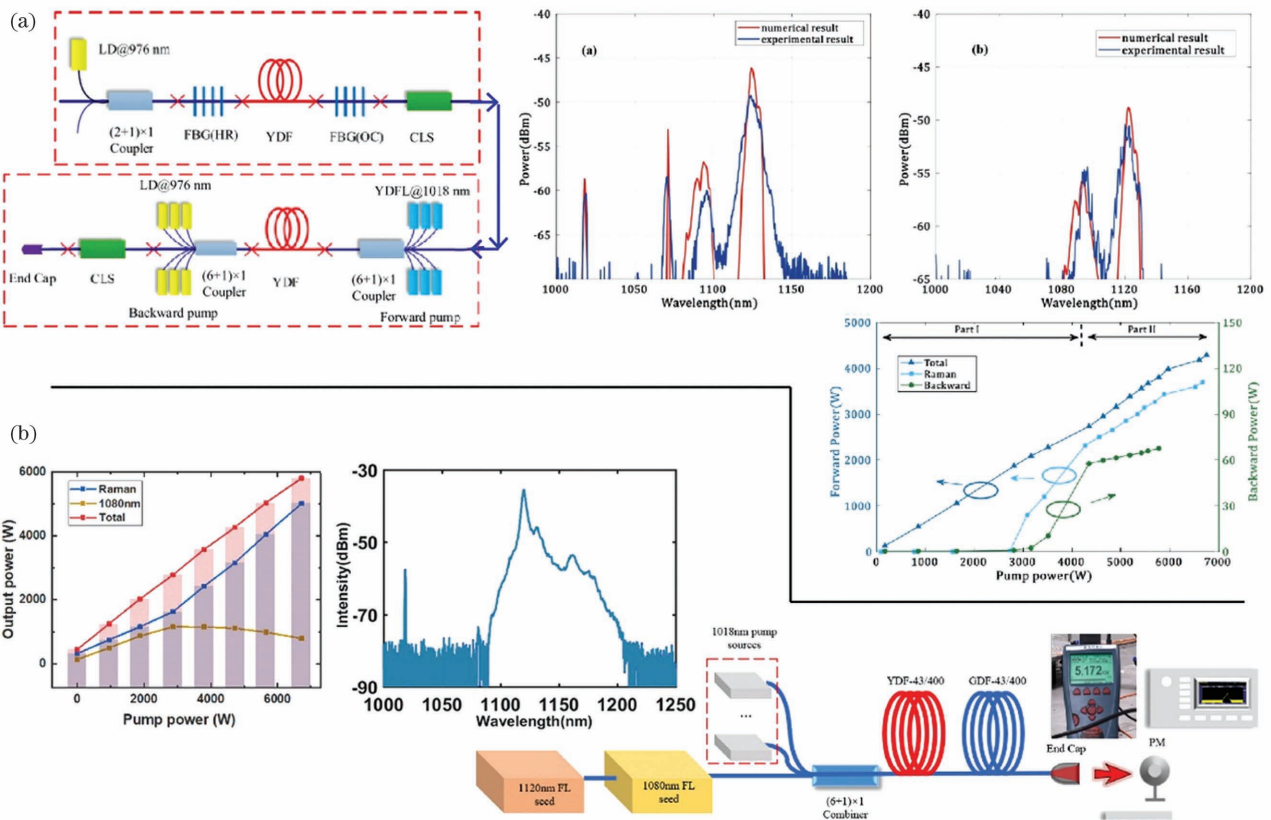 (a)
LD@976 nm
(2+1)×1
Coupler
FBG(HR)
YDF
FBG(OC)
CLS
LD@976 nm
YDFL@1018 nm
End Cap
CLS
(6+1)×1
Coupler
YDF
(6+1)×1
Coupler
Backward pump
Forward pump
(a)
numerical result
experimental result
Power(dBm)
-40
-45
-50
-55
-60
-65
1000
1050
1100
1150
1200
Wavelength(nm)
(b)
numerical result
experimental result
Power(dBm)
-40
-45
-50
-55
-60
-65
1000
1040
1080
1120
1160
1200
Wavelength(nm)
Part I
Part II
Total
Raman
Backward
Forward Power(W)
5000
4000
3000
2000
1000
0
Backward Power(W)
150
120
90
60
30
0
0
1000
2000
3000
4000
5000
6000
7000
Pump power(W)
(b)
Raman
1080nm
Total
Output power (W)
6000
4000
2000
0
0
2000
4000
6000
Pump power (W)
Intensity(dBm)
-30
-50
-70
-90
1000
1050
1100
1150
1200
1250
Wavelength(nm)
1018nm pump
sources
...
1120nm FL
seed
1080nm FL
seed
(6+1)×1
Combiner
YDF-43/400
GDF-43/400
5.172
End Cap
PM